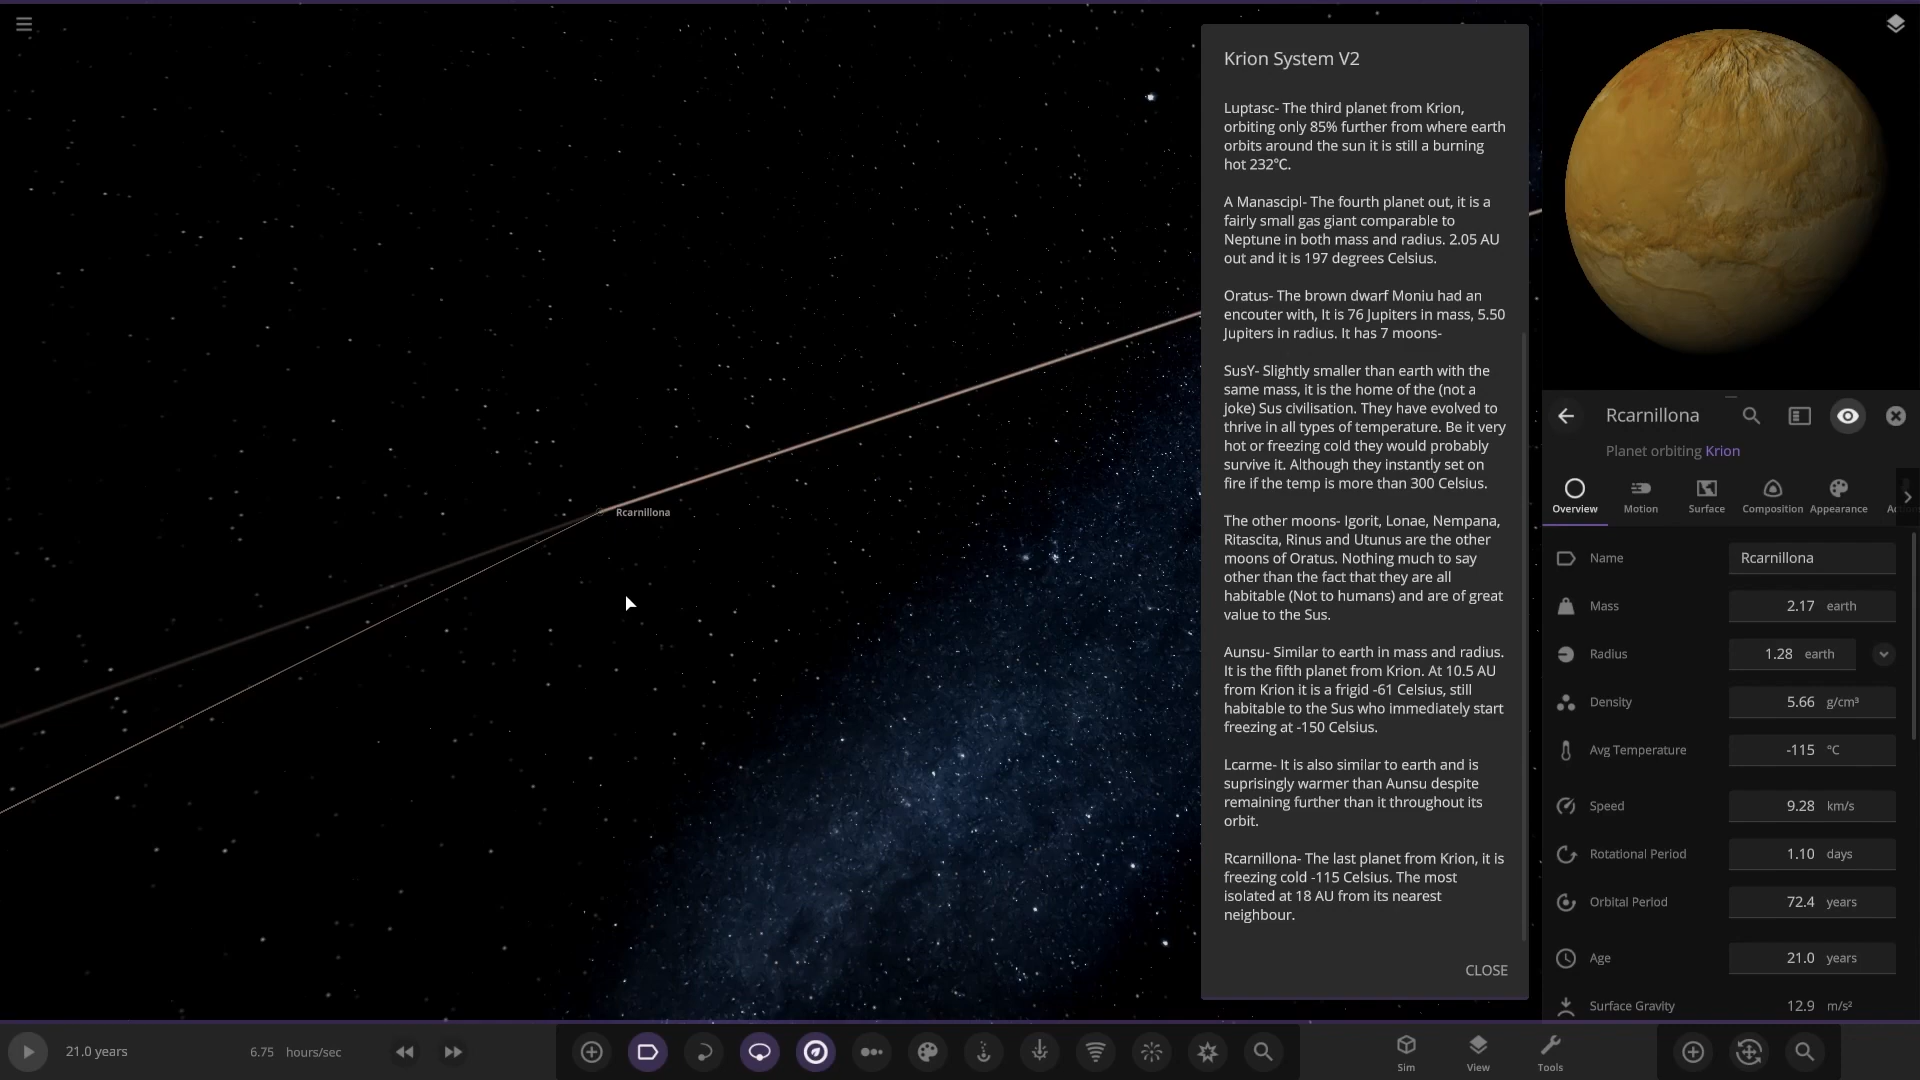 Krion System V2
Luptasc- The third planet from Krion,
orbiting only 85% further from where earth
orbits around the sun it is still a burning
hot 232℃.
A Manascipl- The fourth planet out, it is a
fairly small gas giant comparable to
Neptune in both mass and radius. 2.05 AU
out and it is 197 degrees Celsius.
Oratus- The brown dwarf Moniu had an
encouter with, It is 76 Jupiters in mass, 5.50
Jupiters in radius. It has 7 moons-
SusY- Slightly smaller than earth with the
same mass, it is the home of the (not a
joke) Sus civilisation. They have evolved to
thrive in all types of temperature. Be it very
hot or freezing cold they would probably
survive it. Although they instantly set on
fire if the temp is more than 300 Celsius.
The other moons- Igorit, Lonae, Nempana,
Ritascita, Rinus and Utunus are the other
moons of Oratus. Nothing much to say
other than the fact that they are all
habitable (Not to humans) and are of great
value to the Sus.
Aunsu- Similar to earth in mass and radius.
It is the fifth planet from Krion. At 10.5 AU
from Krion it is a frigid -61 Celsius, still
habitable to the Sus who immediately start
freezing at -150 Celsius.
Lcarme- It is also similar to earth and is
suprisingly warmer than Aunsu despite
remaining further than it throughout its
orbit.
Rcarnillona- The last planet from Krion, it is
freezing cold -115 Celsius. The most
isolated at 18 AU from its nearest
neighbour.
CLOSE
Rcarnillona
Rcarnillona
Planet orbiting Krion
Overview Motion Surface Composition Appearance
Name Rcarnillona
Mass 2.17 earth
Radius 1.28 earth
Density 5.66 g/cm³
Avg Temperature -115 °C
Speed 9.28 km/s
Rotational Period 1.10 days
Orbital Period 72.4 years
Age 21.0 years
Surface Gravity 12.9 m/s²
21.0 years 6.75 hours/sec
Sim View Tools